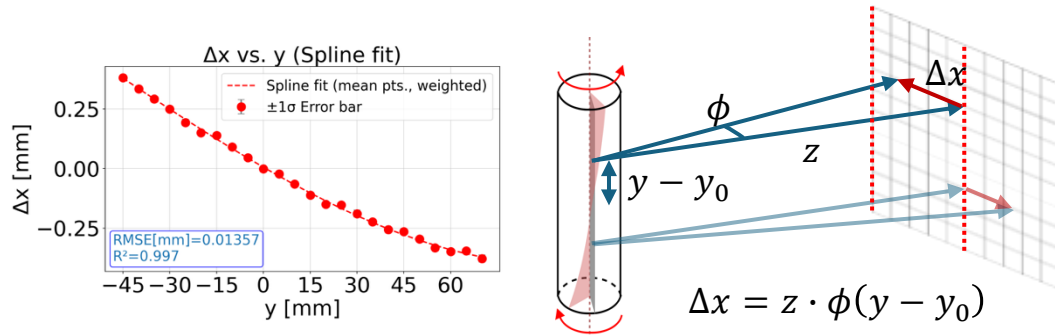 Δx vs. y (Spline fit)
Spline fit (mean pts., weighted)
±1σ Error bar
Δx [mm]
0.25
0.00
−0.25
RMSE[mm]=0.01357
R²=0.997
−45 −30 −15 0 15 30 45 60
y [mm]
Δx
ϕ
z
y − y₀
Δx = z · ϕ(y − y₀)